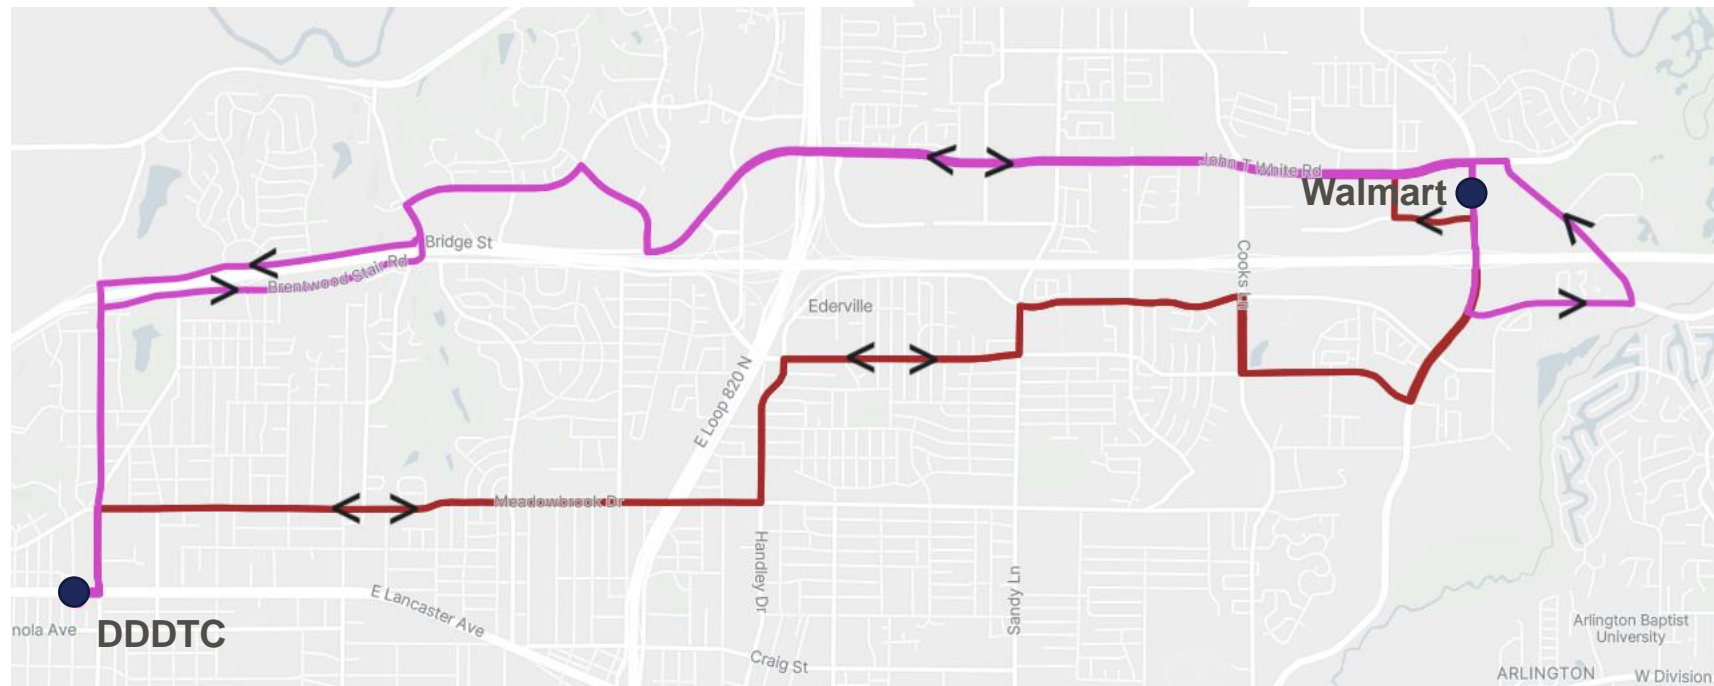 John T White Rd
Walmart
Bridge St
Brentwood Stair Rd
Cooks Ln
Ederville
E Loop 820 N
Meadowbrook Dr
Handley Dr
Sandy Ln
E Lancaster Ave
nola Ave
DDDTC
Craig St
Arlington Baptist
University
ARLINGTON
W Division